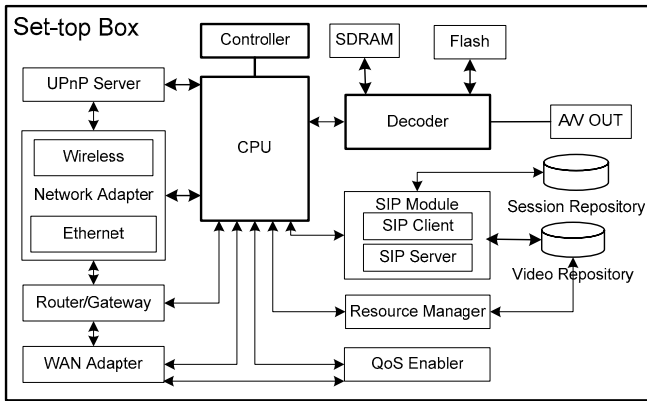 Set-top Box
Controller
SDRAM
Flash
UPnP Server
CPU
Decoder
A/V OUT
Wireless
Network Adapter
Ethernet
SIP Module
SIP Client
SIP Server
Session Repository
Video Repository
Router/Gateway
Resource Manager
WAN Adapter
QoS Enabler